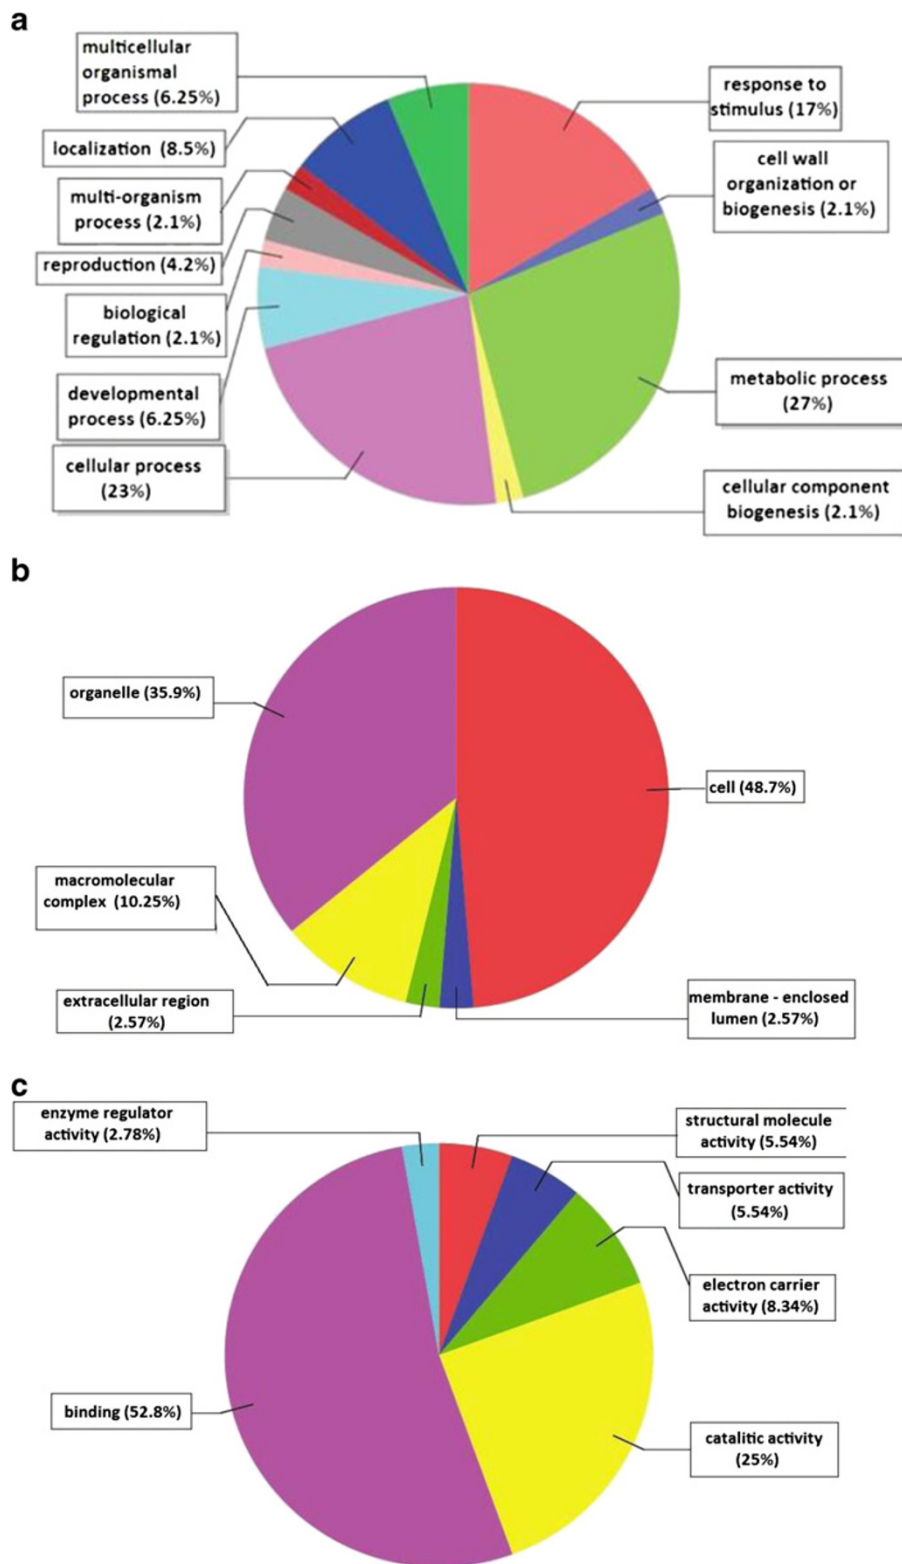 a
multicellular
organismal
process (6.25%)
response to
stimulus (17%)
localization (8.5%)
cell wall
organization or
biogenesis (2.1%)
multi-organism
process (2.1%)
reproduction (4.2%)
biological
regulation (2.1%)
metabolic process
(27%)
developmental
process (6.25%)
cellular process
(23%)
cellular component
biogenesis (2.1%)
b
organelle (35.9%)
cell (48.7%)
macromolecular
complex (10.25%)
extracellular region
(2.57%)
membrane - enclosed
lumen (2.57%)
c
enzyme regulator
activity (2.78%)
structural molecule
activity (5.54%)
transporter activity
(5.54%)
electron carrier
activity (8.34%)
binding (52.8%)
catalitic activity
(25%)